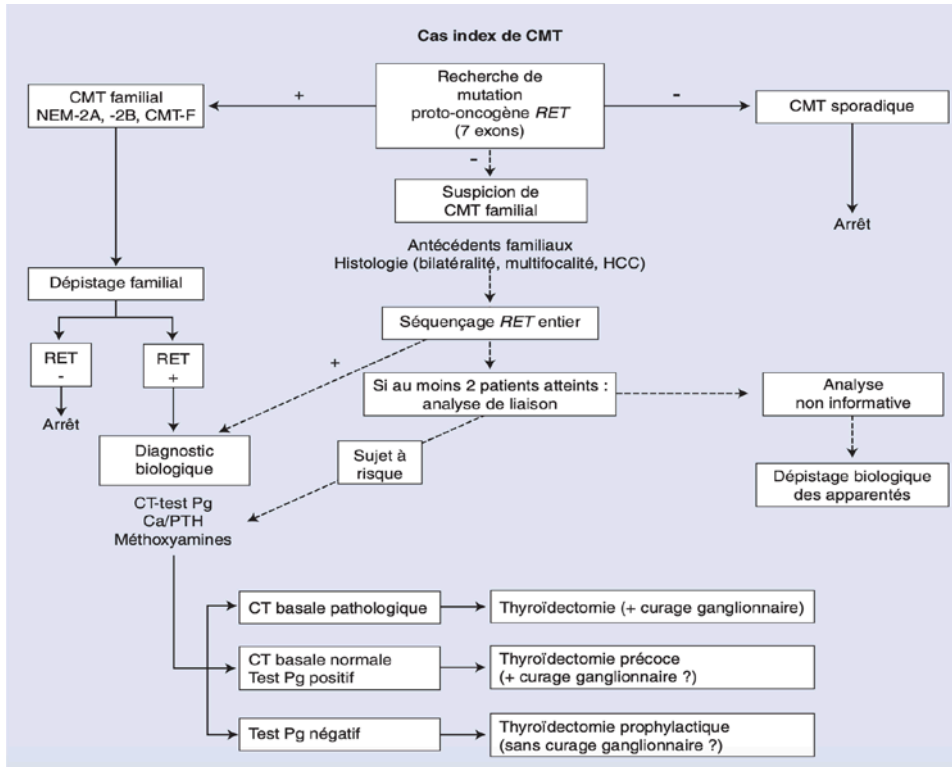 Cas index de CMT
Recherche de
mutation
proto-oncogène RET
(7 exons)
+
-
CMT familial
NEM-2A, -2B, CMT-F
CMT sporadique
-
Suspicion de
CMT familial
Arrêt
Antécédents familiaux
Histologie (bilatéralité, multifocalité, HCC)
Dépistage familial
Séquençage RET entier
RET
-
RET
+
+
Si au moins 2 patients atteints :
analyse de liaison
Analyse
non informative
Arrêt
Diagnostic
biologique
Sujet à
risque
Dépistage biologique
des apparentés
CT-test Pg
Ca/PTH
Méthoxyamines
CT basale pathologique
Thyroïdectomie (+ curage ganglionnaire)
CT basale normale
Test Pg positif
Thyroïdectomie précoce
(+ curage ganglionnaire ?)
Test Pg négatif
Thyroïdectomie prophylactique
(sans curage ganglionnaire ?)